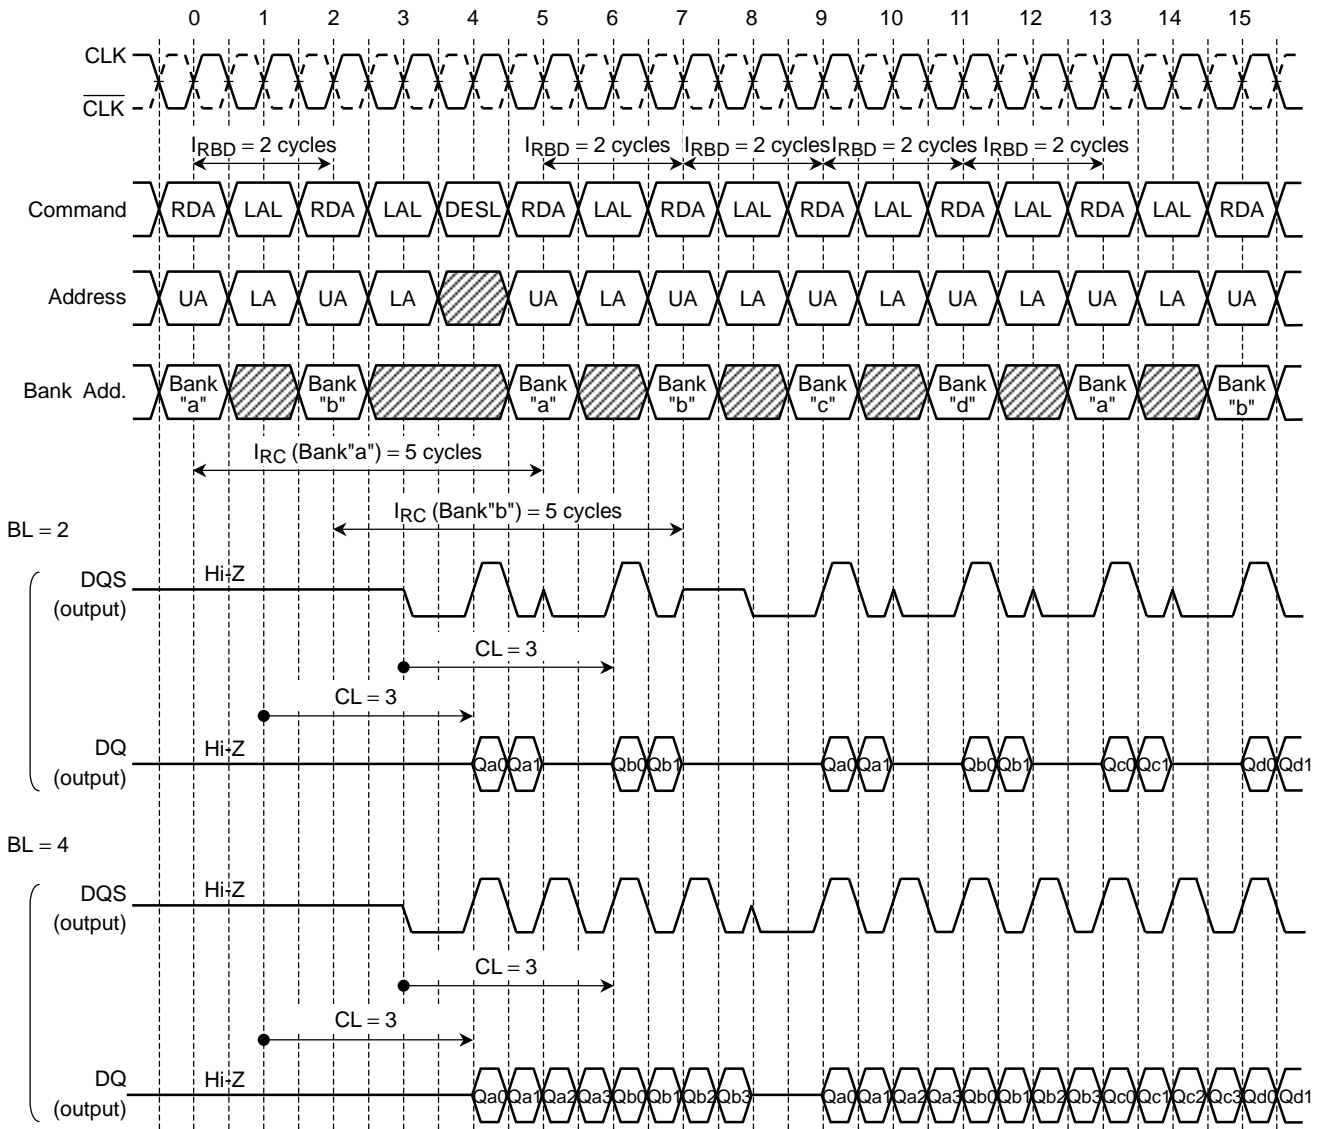 0 1 2 3 4 5 6 7 8 9 10 11 12 13 14 15
CLK
CLK
IRBD = 2 cycles IRBD = 2 cycles IRBD = 2 cycles IRBD = 2 cycles IRBD = 2 cycles
Command RDA LAL RDA LAL DESL RDA LAL RDA LAL RDA LAL RDA LAL RDA LAL RDA
Address UA LA UA LA UA LA UA LA UA LA UA LA UA LA UA
Bank Add. Bank "a" Bank "b" Bank "a" Bank "b" Bank "c" Bank "d" Bank "a" Bank "b"
IRC (Bank"a") = 5 cycles
IRC (Bank"b") = 5 cycles
BL = 2
DQS Hi-Z
(output)
CL = 3
CL = 3
DQ Hi-Z
(output) Qa0 Qa1 Qb0 Qb1 Qa0 Qa1 Qb0 Qb1 Qc0 Qc1 Qd0 Qd1
BL = 4
DQS Hi-Z
(output)
CL = 3
CL = 3
DQ Hi-Z
(output) Qa0 Qa1 Qa2 Qa3 Qb0 Qb1 Qb2 Qb3 Qa0 Qa1 Qa2 Qa3 Qb0 Qb1 Qb2 Qb3 Qc0 Qc1 Qc2 Qc3 Qd0 Qd1